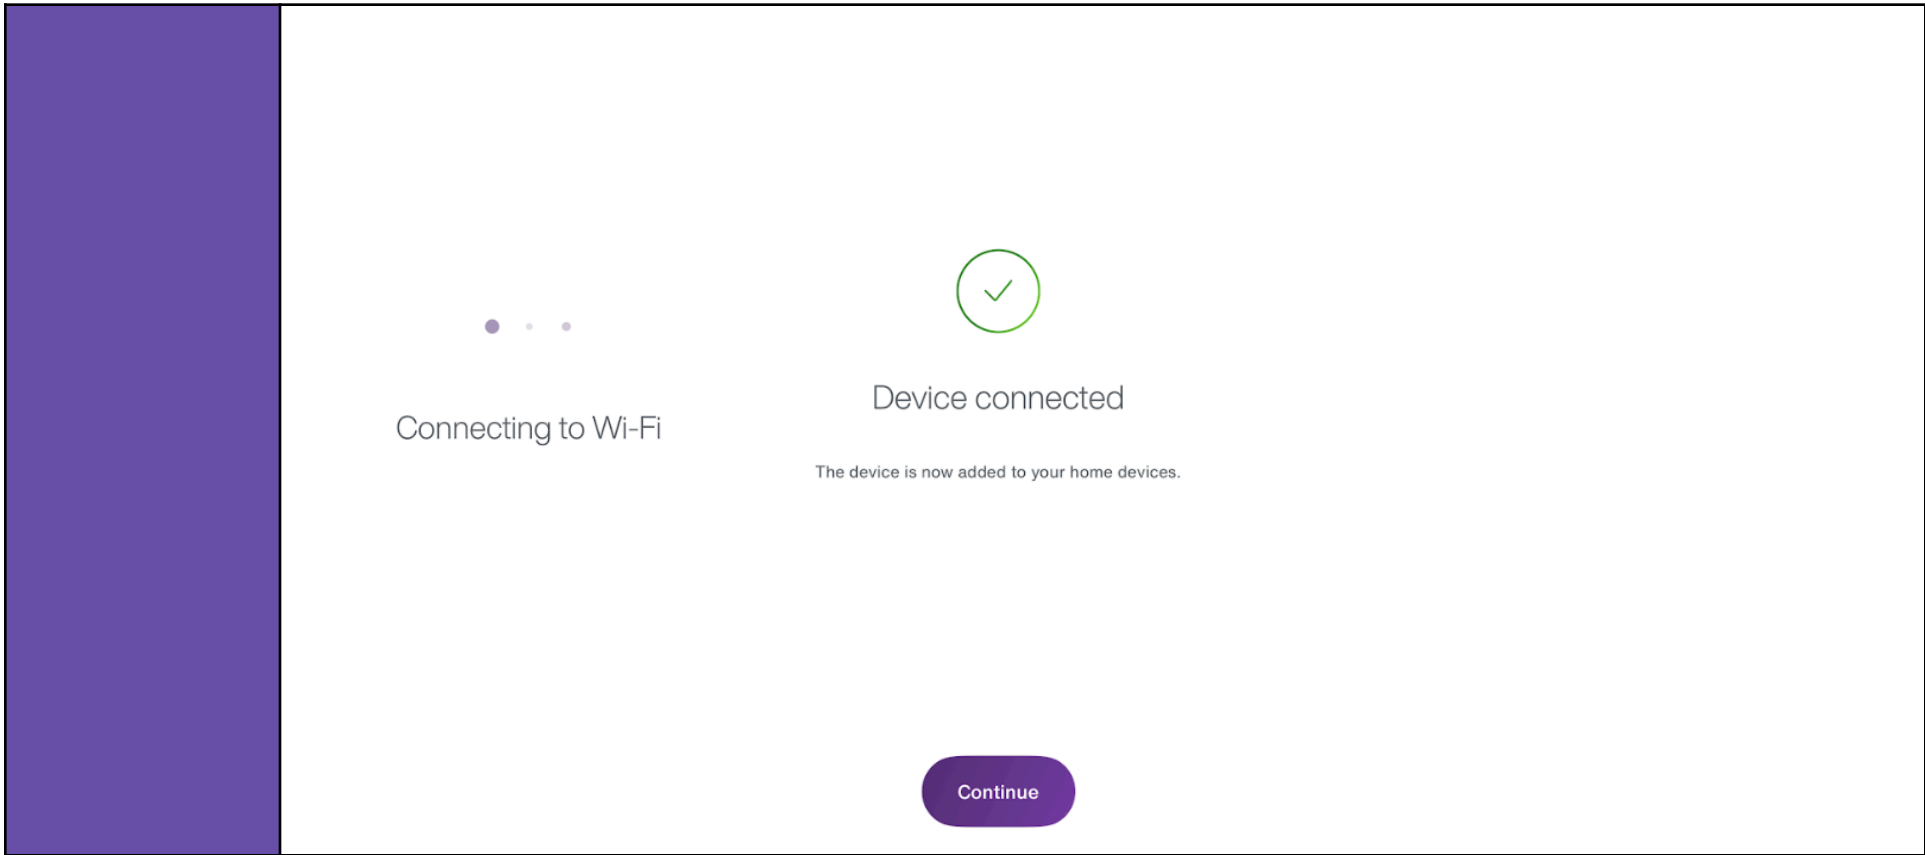 Connecting to Wi-Fi
Device connected
The device is now added to your home devices.
Continue